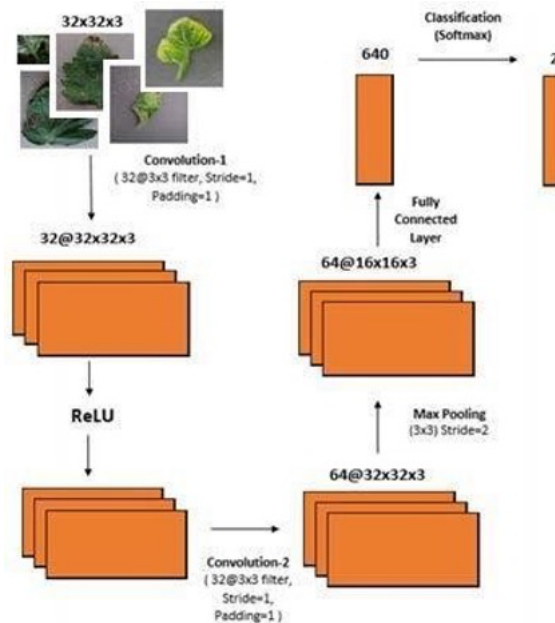 32x32x3
Convolution-1
( 32@3x3 filter, Stride=1,
Padding=1 )
32@32x32x3
ReLU
Convolution-2
( 32@3x3 filter,
Stride=1,
Padding=1 )
64@32x32x3
Max Pooling
(3x3) Stride=2
64@16x16x3
Fully
Connected
Layer
640
Classification
(Softmax)
2